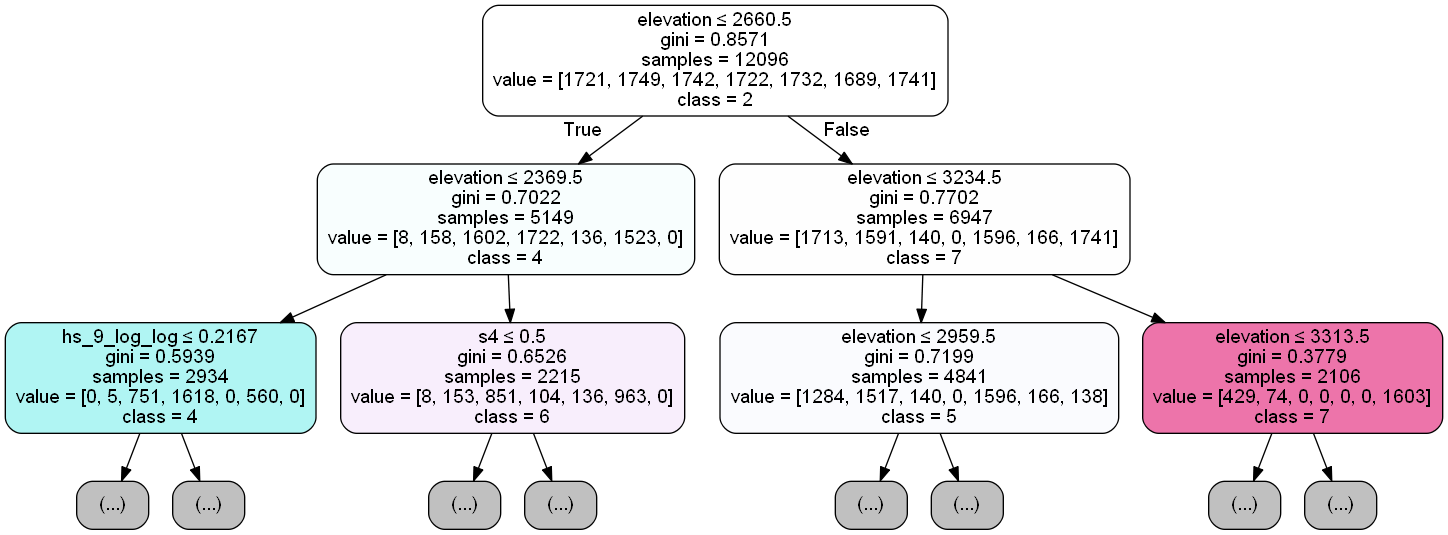 elevation ≤ 2660.5
gini = 0.8571
samples = 12096
value = [1721, 1749, 1742, 1722, 1732, 1689, 1741]
class = 2
True
False
elevation ≤ 2369.5
gini = 0.7022
samples = 5149
value = [8, 158, 1602, 1722, 136, 1523, 0]
class = 4
elevation ≤ 3234.5
gini = 0.7702
samples = 6947
value = [1713, 1591, 140, 0, 1596, 166, 1741]
class = 7
hs_9_log_log ≤ 0.2167
gini = 0.5939
samples = 2934
value = [0, 5, 751, 1618, 0, 560, 0]
class = 4
s4 ≤ 0.5
gini = 0.6526
samples = 2215
value = [8, 153, 851, 104, 136, 963, 0]
class = 6
elevation ≤ 2959.5
gini = 0.7199
samples = 4841
value = [1284, 1517, 140, 0, 1596, 166, 138]
class = 5
elevation ≤ 3313.5
gini = 0.3779
samples = 2106
value = [429, 74, 0, 0, 0, 0, 1603]
class = 7
(...)
(...)
(...)
(...)
(...)
(...)
(...)
(...)